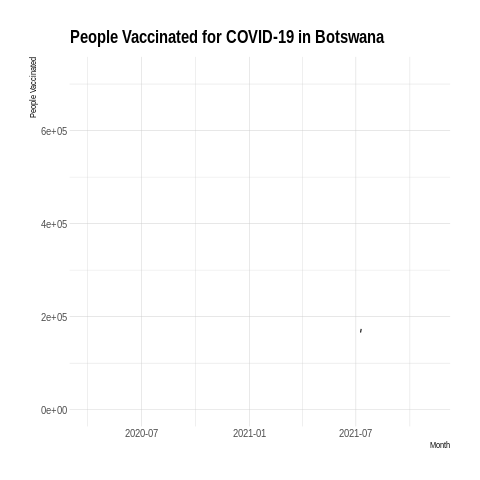 People Vaccinated for COVID-19 in Botswana
People Vaccinated
6e+05
4e+05
2e+05
0e+00
2020-07 2021-01 2021-07
Month